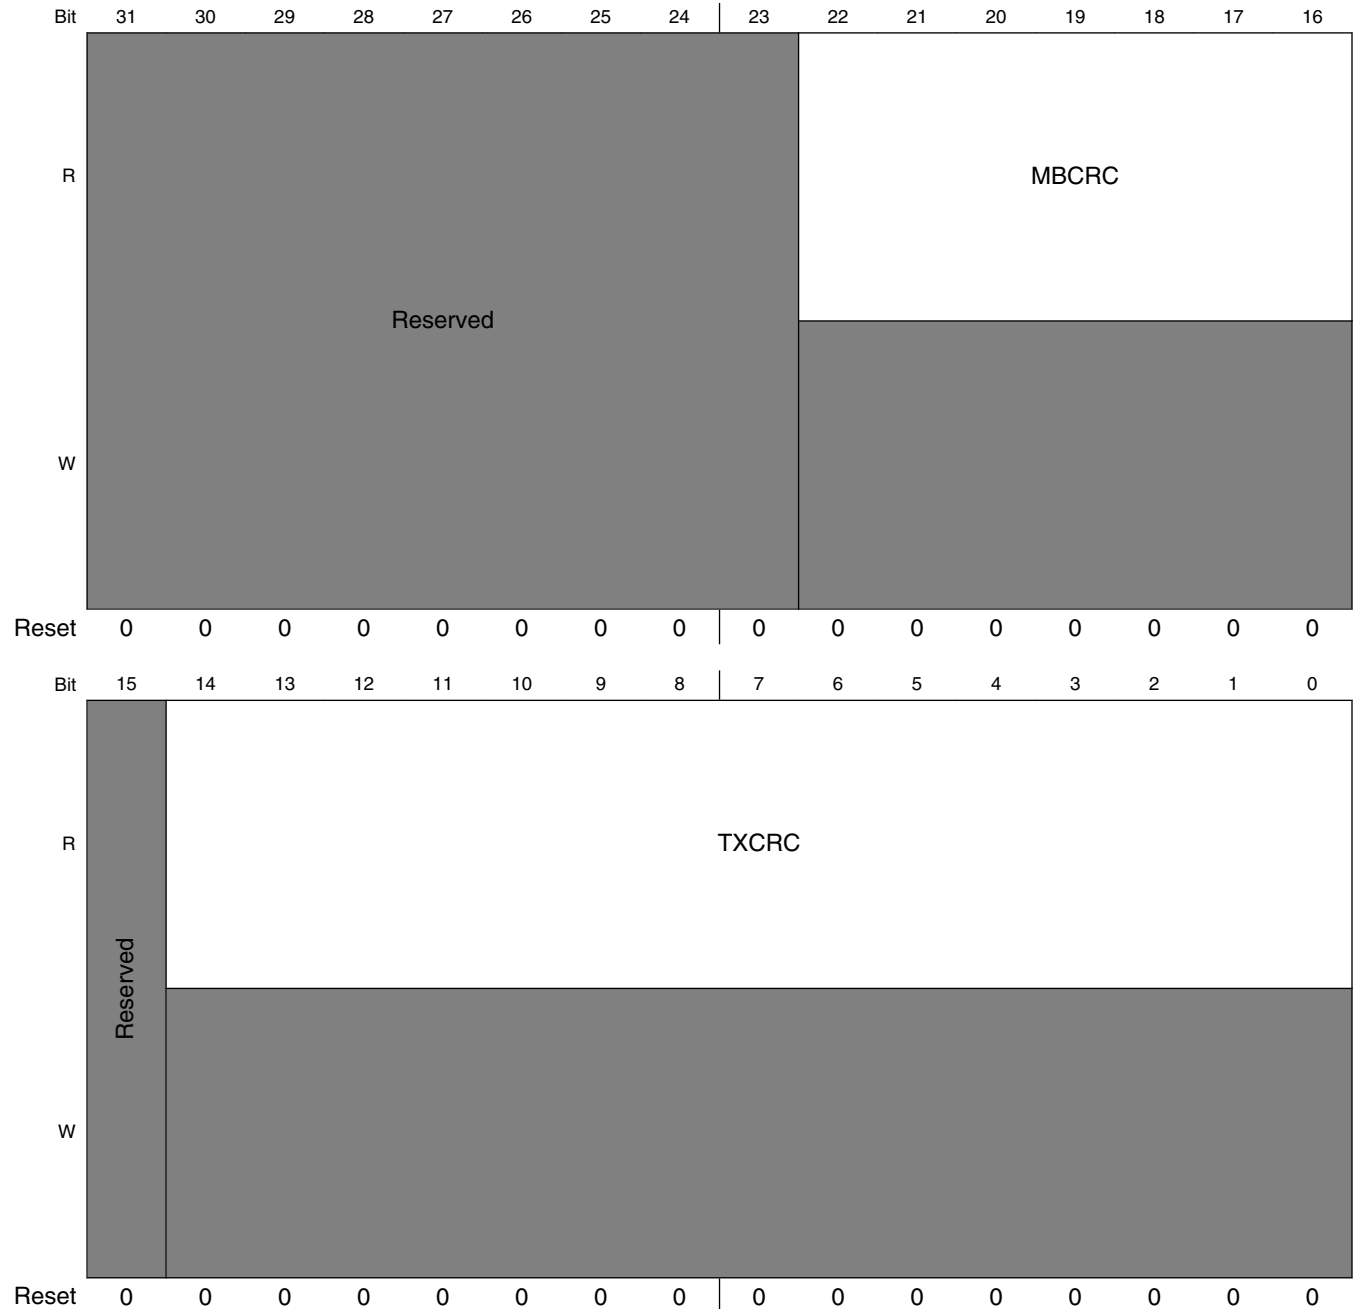 Bit 31 30 29 28 27 26 25 24 23 22 21 20 19 18 17 16
R
MBCRC
Reserved
W
Reset 0 0 0 0 0 0 0 0 0 0 0 0 0 0 0 0
Bit 15 14 13 12 11 10 9 8 7 6 5 4 3 2 1 0
R
TXCRC
Reserved
W
Reset 0 0 0 0 0 0 0 0 0 0 0 0 0 0 0 0